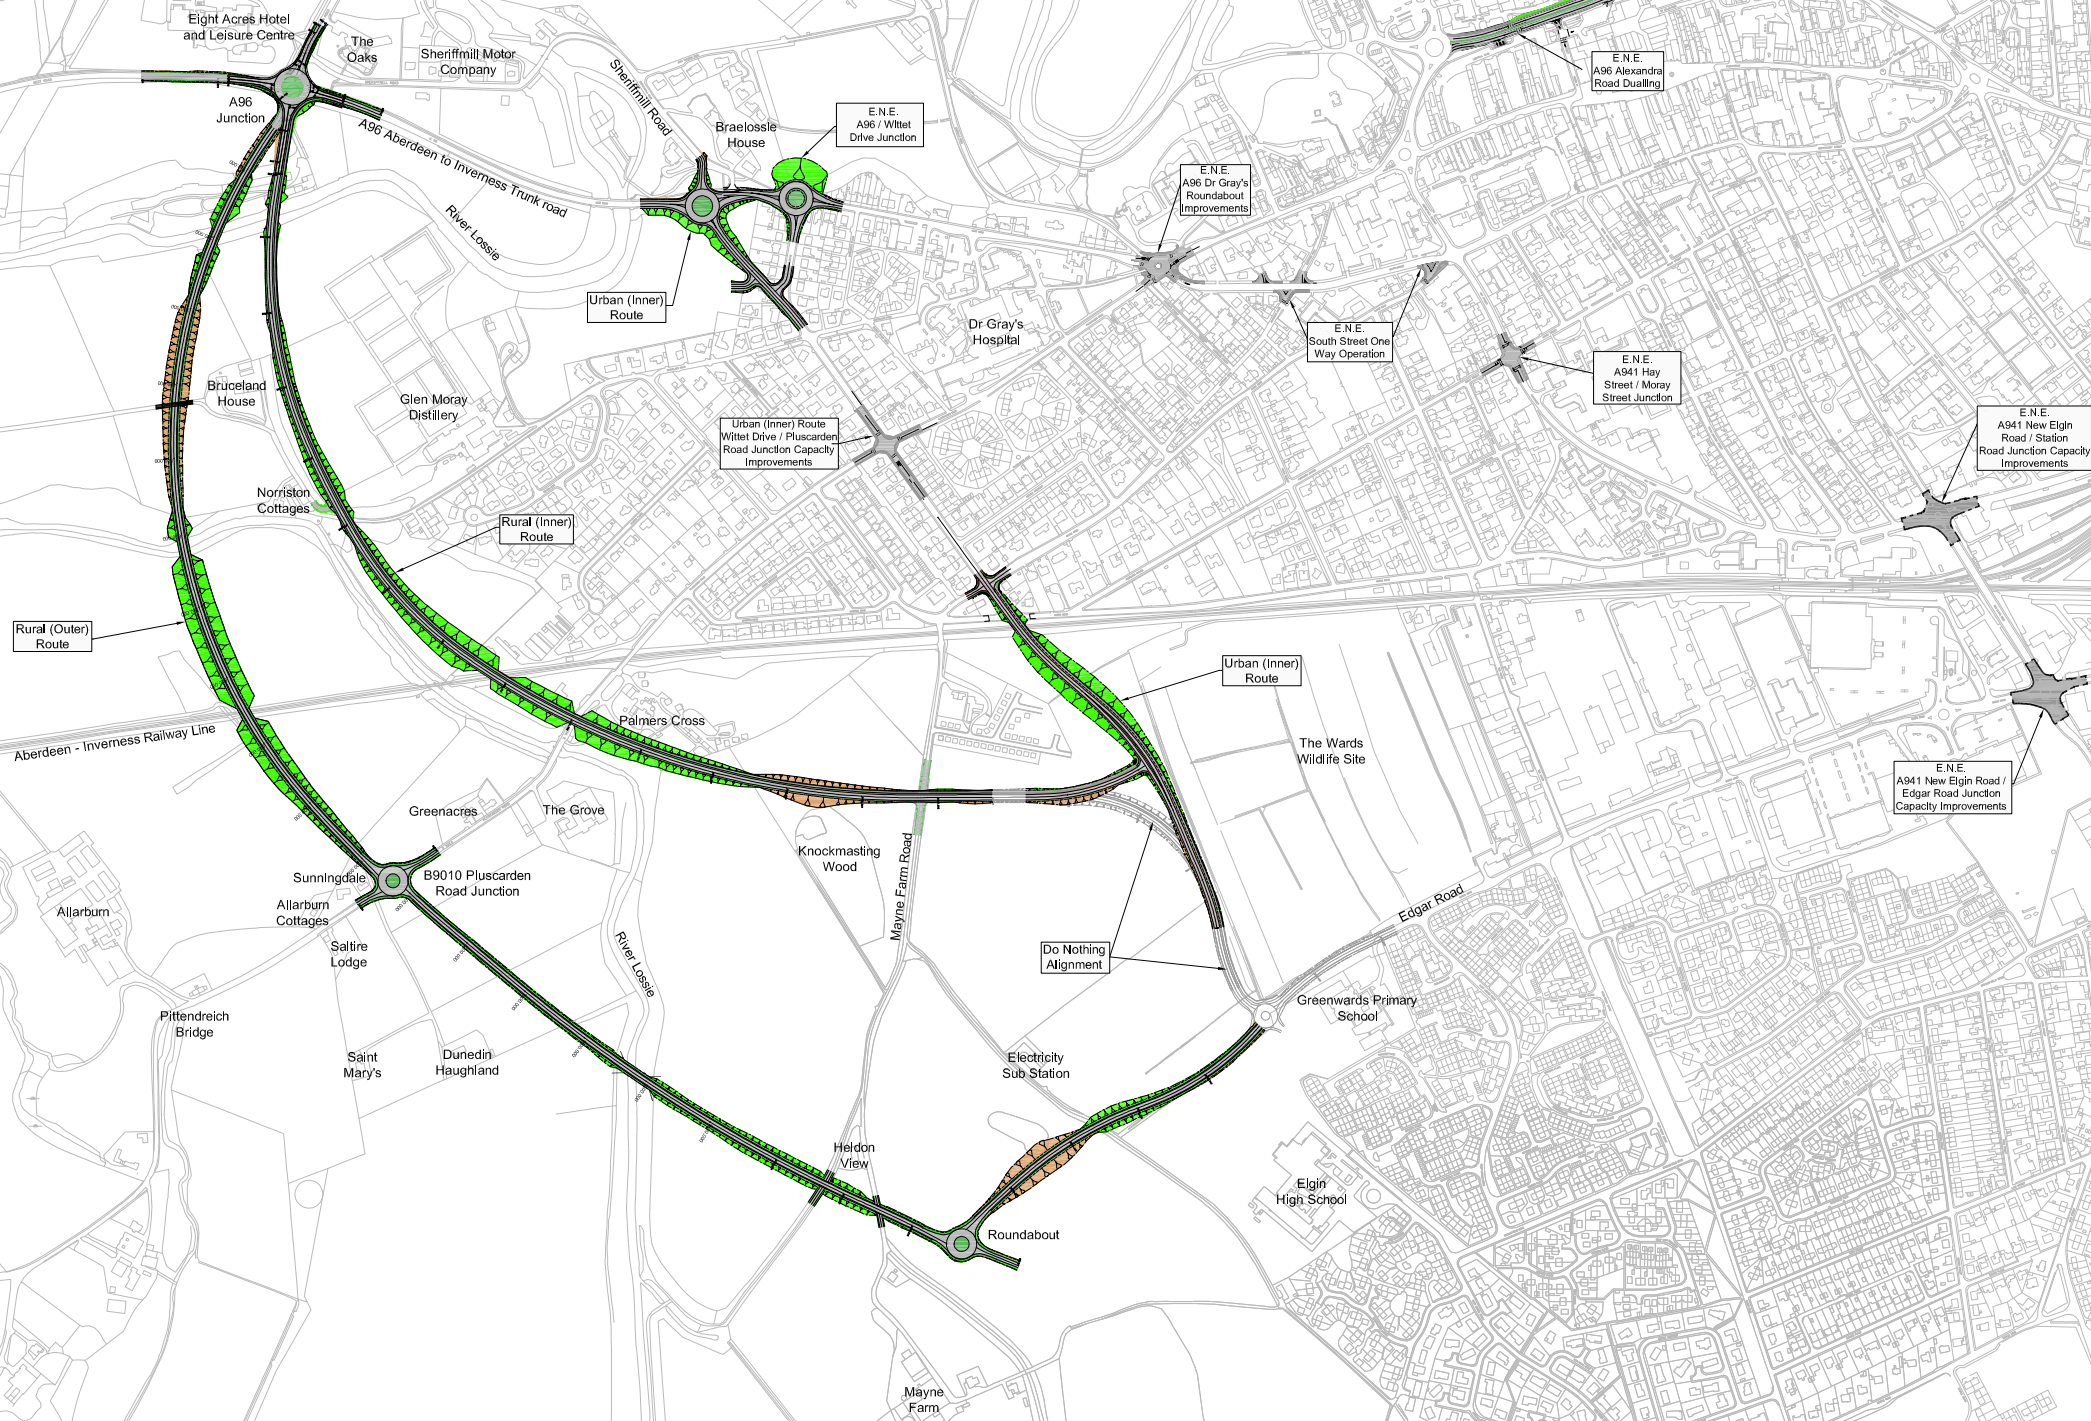 Eight Acres Hotel
and Leisure Centre
The
Oaks
Sheriffmill Motor
Company
A96
Junction
A96 Aberdeen to Inverness Trunk road
Sheriffmill Road
Braelossie
House
E.N.E.
A96 / Wittet
Drive Junction
E.N.E.
A96 Alexandra
Road Dualling
E.N.E.
A96 Dr Gray's
Roundabout
Improvements
River Lossie
Urban (Inner)
Route
Dr Gray's
Hospital
E.N.E.
South Street One
Way Operation
E.N.E.
A941 Hay
Street / Moray
Street Junction
Bruceland
House
Glen Moray
Distillery
Urban (Inner) Route
Wittet Drive / Pluscarden
Road Junction Capacity
Improvements
E.N.E.
A941 New Elgin
Road / Station
Road Junction Capacity
Improvements
Norriston
Cottages
Rural (Inner)
Route
Rural (Outer)
Route
Urban (Inner)
Route
Palmers Cross
Aberdeen - Inverness Railway Line
The Wards
Wildlife Site
E.N.E.
A941 New Elgin Road /
Edgar Road Junction
Capacity Improvements
Greenacres
The Grove
Knockmasting
Wood
Mayne Farm Road
Sunningdale
B9010 Pluscarden
Road Junction
Allarburn
Allarburn
Cottages
Saltire
Lodge
Edgar Road
River Lossie
Do Nothing
Alignment
Greenwards Primary
School
Pittendreich
Bridge
Saint
Mary's
Dunedin
Haughland
Electricity
Sub Station
Heldon
View
Elgin
High School
Roundabout
Mayne
Farm